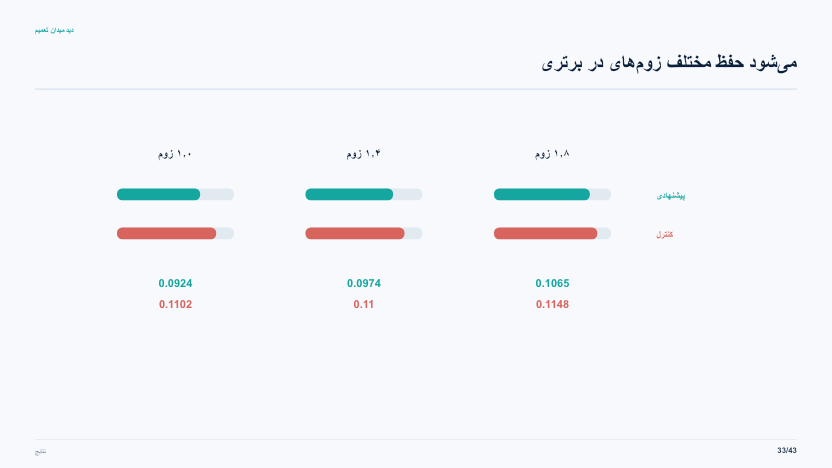 دید میدان تعمیم
می‌شود حفظ مختلف زوم‌های در برتری
۱٫۸ زوم
۱٫۴ زوم
۱٫۰ زوم
پیشنهادی
کنترل
0.1065
0.0974
0.0924
0.1148
0.11
0.1102
33/43
نتایج